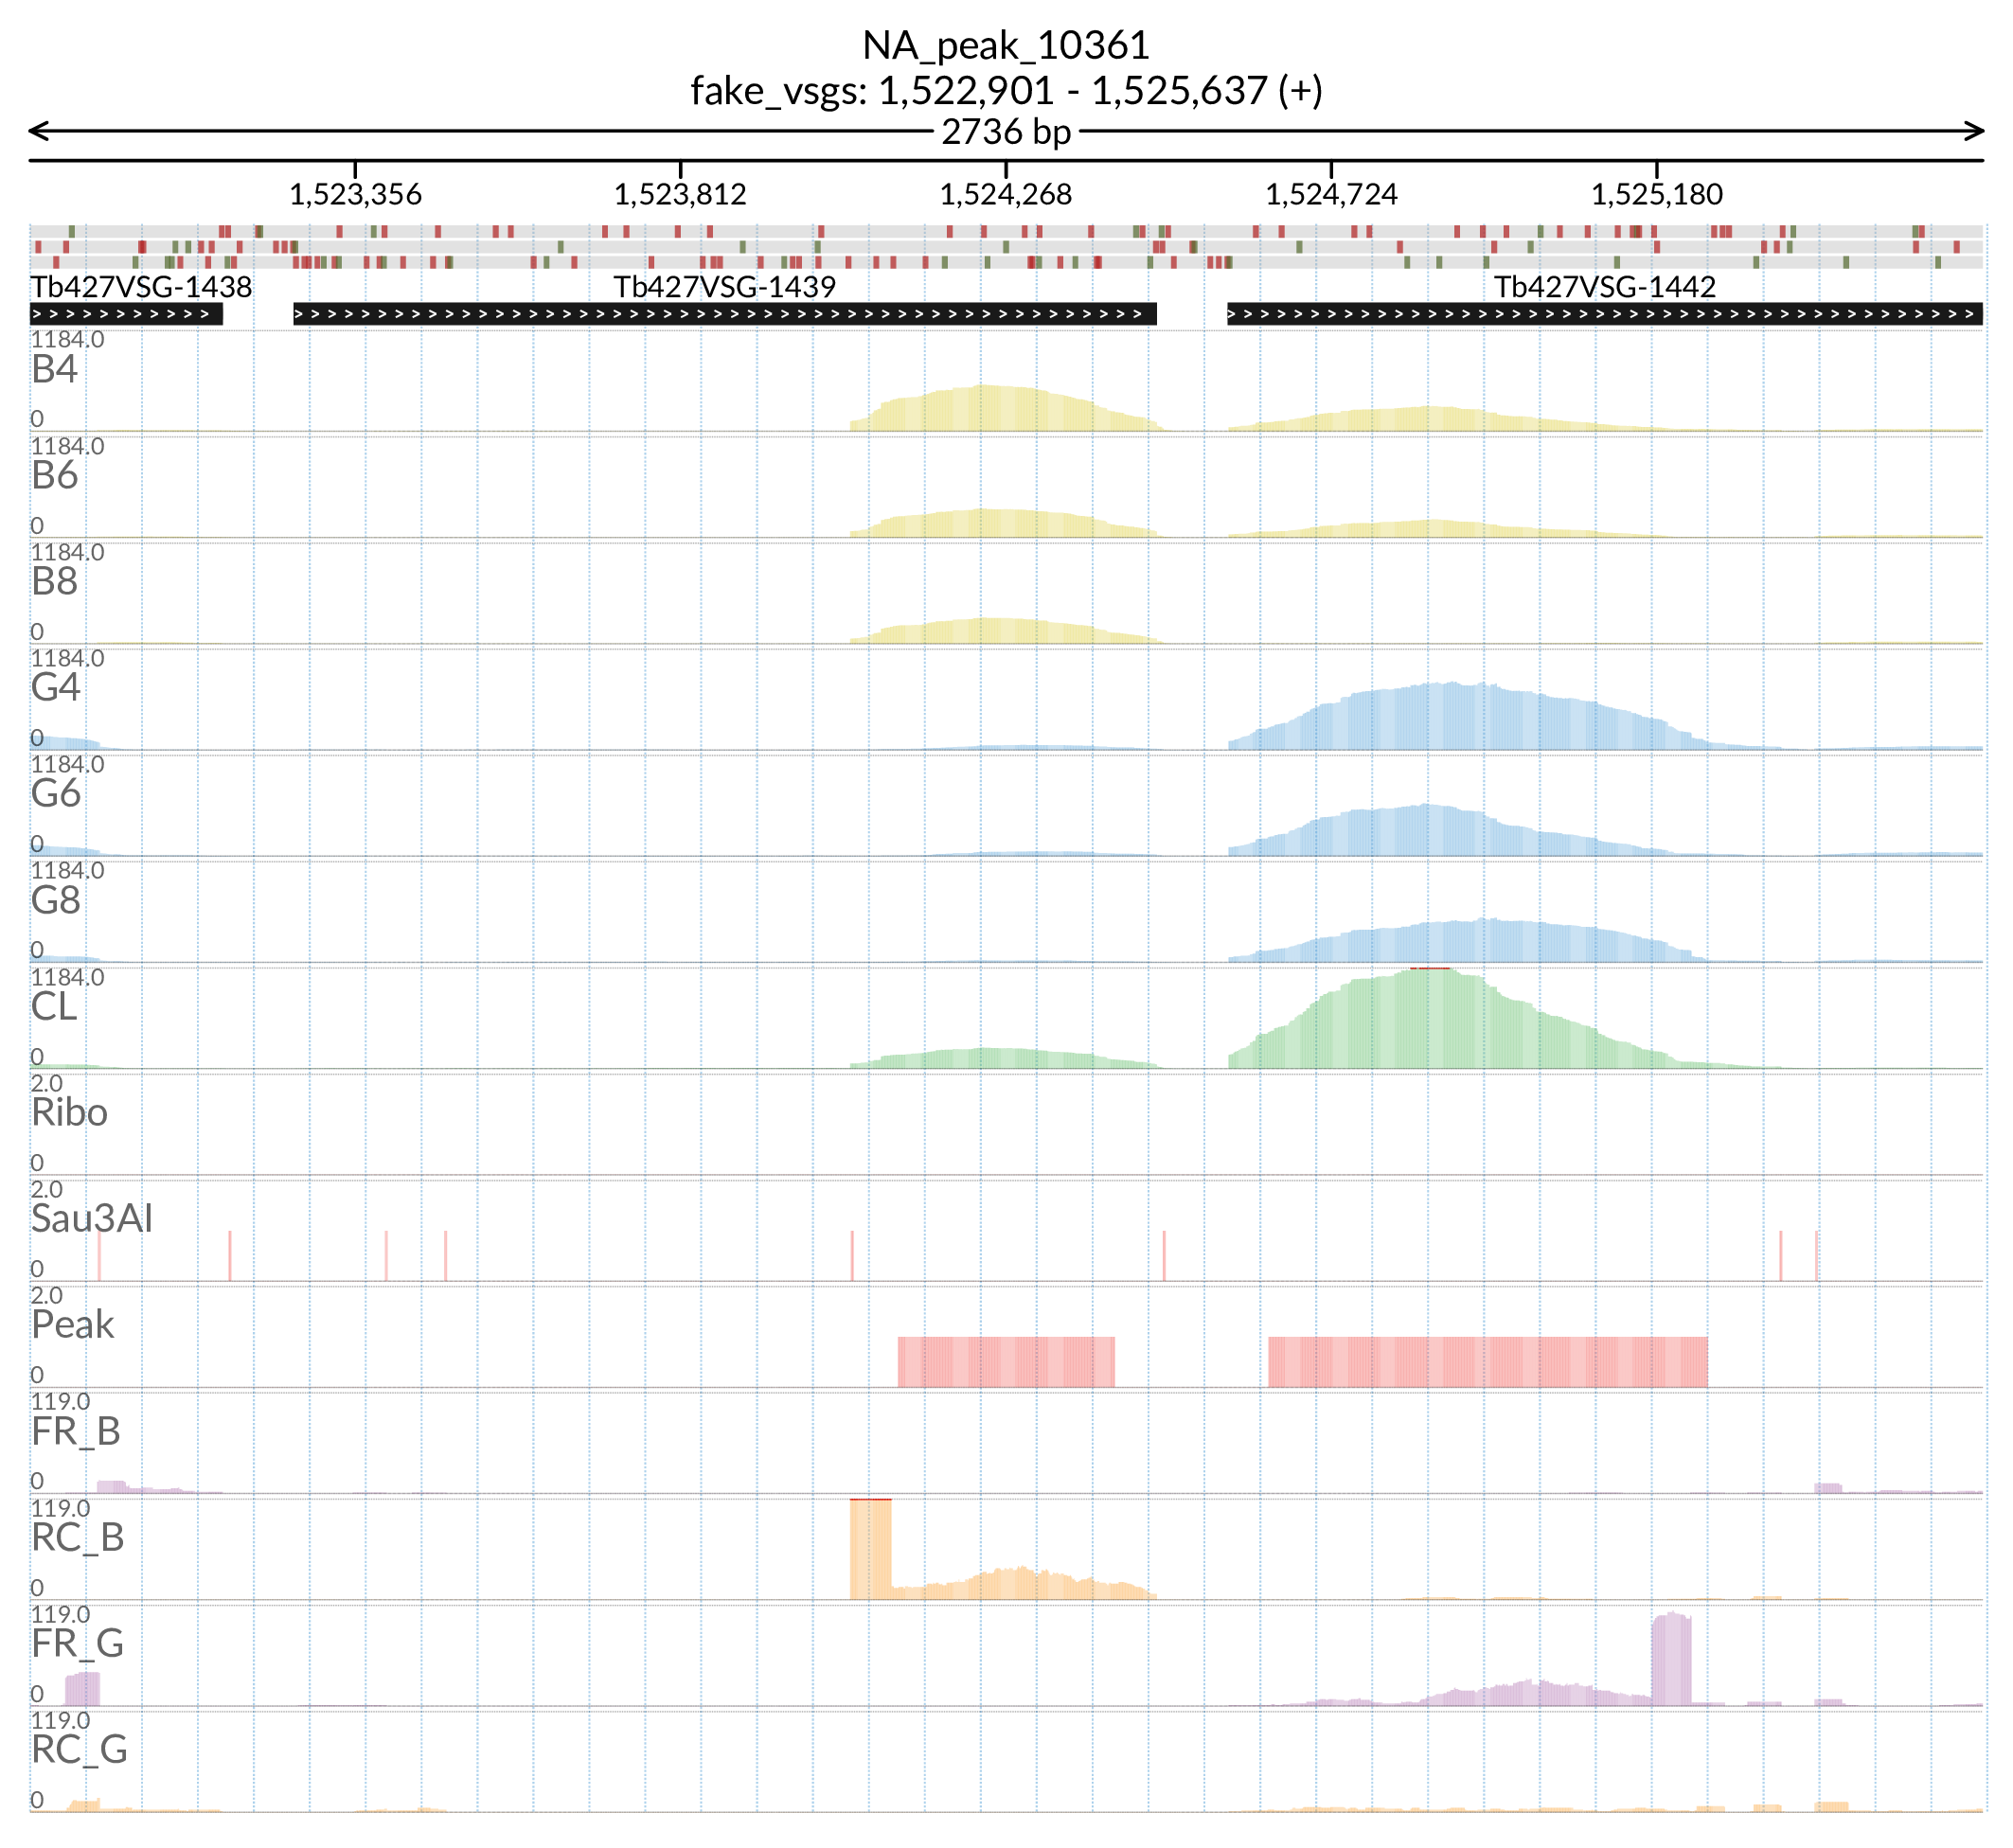 NA_peak_10361
fake_vsgs: 1,522,901 - 1,525,637 (+)
2736 bp
1,523,356 1,523,812 1,524,268 1,524,724 1,525,180
Tb427VSG-1438 Tb427VSG-1439 Tb427VSG-1442
1184.0
B4
0
1184.0
B6
0
1184.0
B8
0
1184.0
G4
0
1184.0
G6
0
1184.0
G8
0
1184.0
CL
0
2.0
Ribo
0
2.0
Sau3AI
0
2.0
Peak
0
119.0
FR_B
0
119.0
RC_B
0
119.0
FR_G
0
119.0
RC_G
0